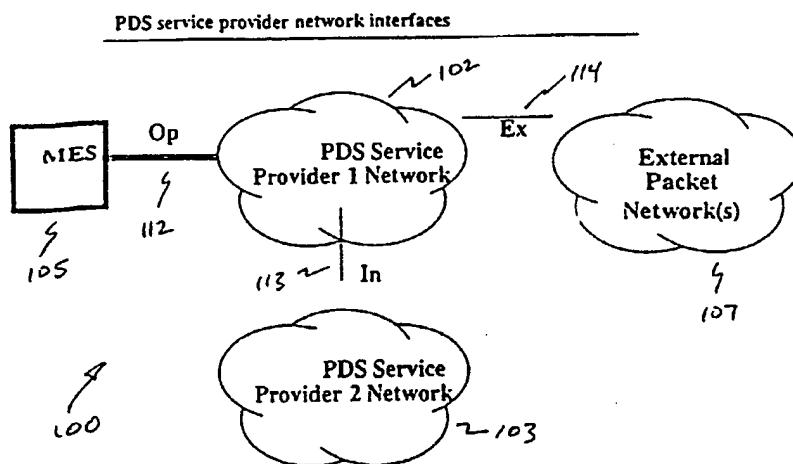 PDS service provider network interfaces
102
114
MES
Op
PDS Service
Provider 1 Network
Ex
External
Packet
Network(s)
105
112
113
In
107
PDS Service
Provider 2 Network
100
103